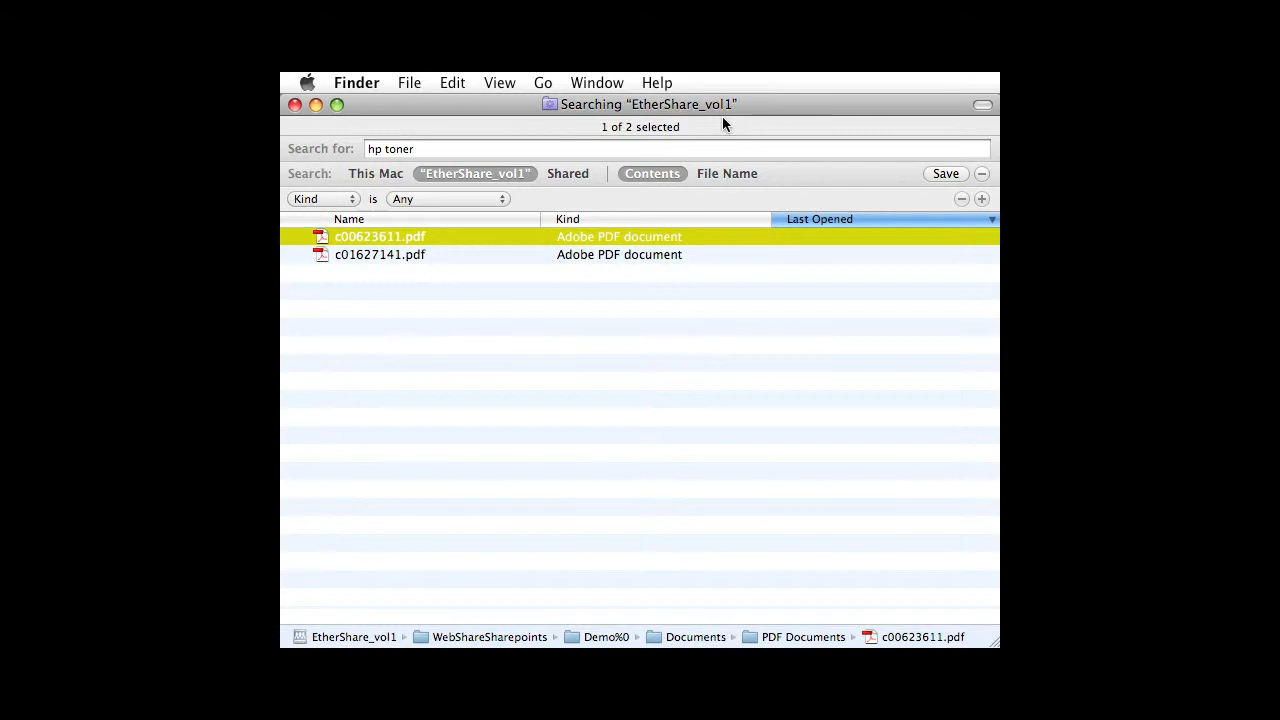 Finder File Edit View Go Window Help
Searching “EtherShare_vol1”
1 of 2 selected
Search for: hp toner
Search: This Mac “EtherShare_vol1” Shared Contents File Name Save
Kind is Any
Name Kind Last Opened
c00623611.pdf Adobe PDF document
c01627141.pdf Adobe PDF document
EtherShare_vol1 WebShareSharepoints Demo%0 Documents PDF Documents c00623611.pdf